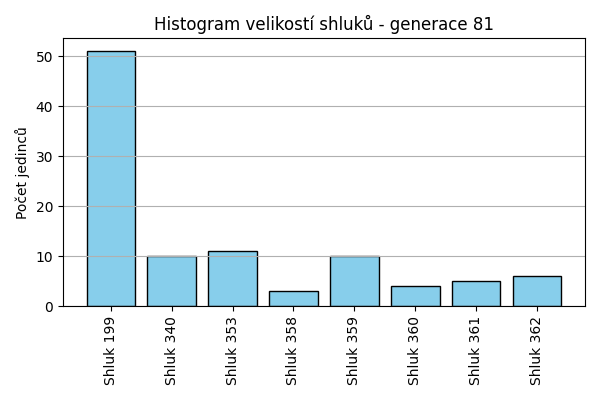 Histogram velikostí shluků - generace 81
Počet jedinců
50
40
30
20
10
0
Shluk 199
Shluk 340
Shluk 353
Shluk 358
Shluk 359
Shluk 360
Shluk 361
Shluk 362